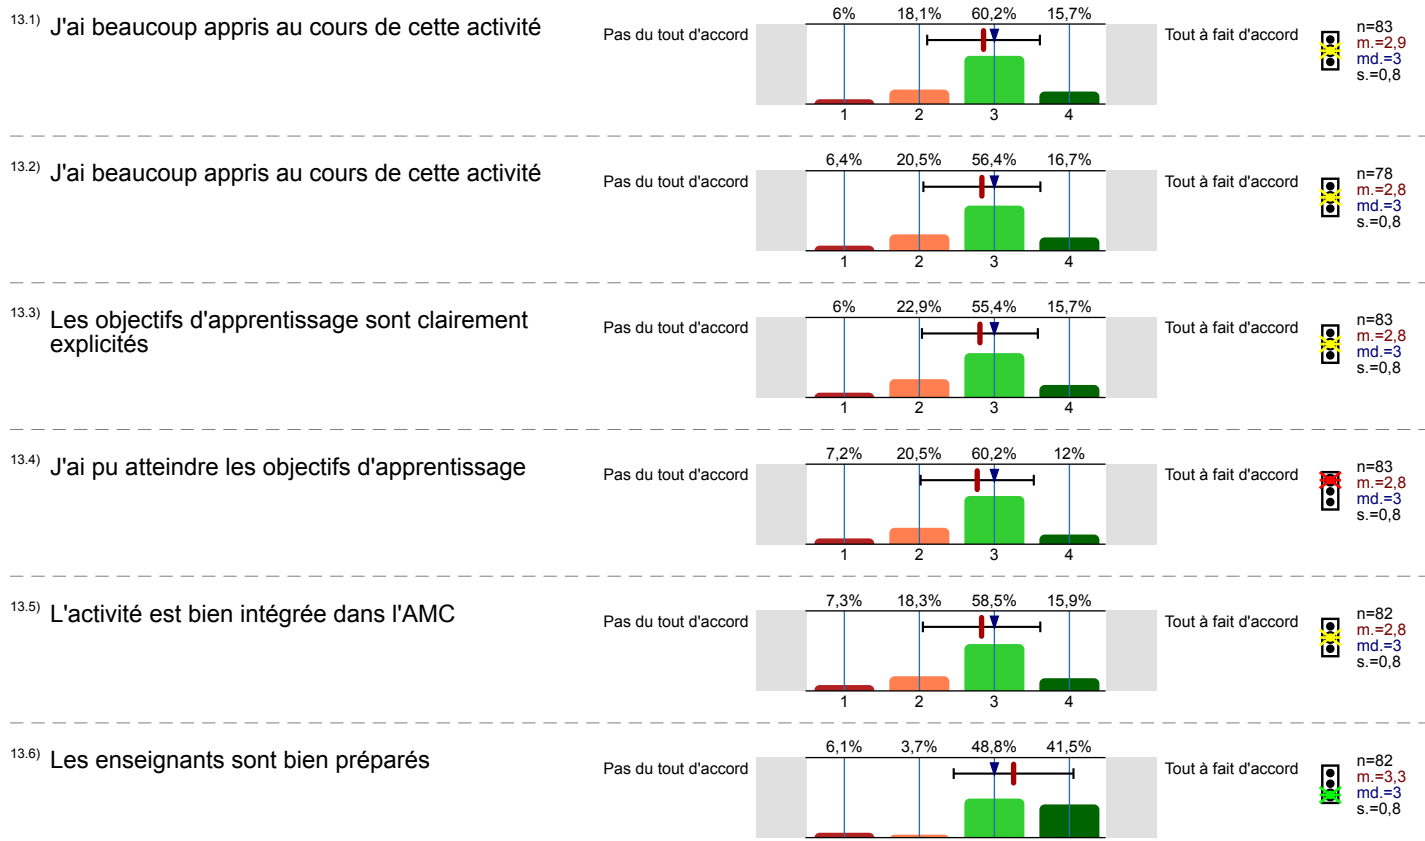 13.1) J'ai beaucoup appris au cours de cette activité
Pas du tout d'accord
6% 18,1% 60,2% 15,7%
1 2 3 4
Tout à fait d'accord
n=83
m.=2,9
md.=3
s.=0,8
13.2) J'ai beaucoup appris au cours de cette activité
Pas du tout d'accord
6,4% 20,5% 56,4% 16,7%
1 2 3 4
Tout à fait d'accord
n=78
m.=2,8
md.=3
s.=0,8
13.3) Les objectifs d'apprentissage sont clairement
explicités
Pas du tout d'accord
6% 22,9% 55,4% 15,7%
1 2 3 4
Tout à fait d'accord
n=83
m.=2,8
md.=3
s.=0,8
13.4) J'ai pu atteindre les objectifs d'apprentissage
Pas du tout d'accord
7,2% 20,5% 60,2% 12%
1 2 3 4
Tout à fait d'accord
n=83
m.=2,8
md.=3
s.=0,8
13.5) L'activité est bien intégrée dans l'AMC
Pas du tout d'accord
7,3% 18,3% 58,5% 15,9%
1 2 3 4
Tout à fait d'accord
n=82
m.=2,8
md.=3
s.=0,8
13.6) Les enseignants sont bien préparés
Pas du tout d'accord
6,1% 3,7% 48,8% 41,5%
Tout à fait d'accord
n=82
m.=3,3
md.=3
s.=0,8